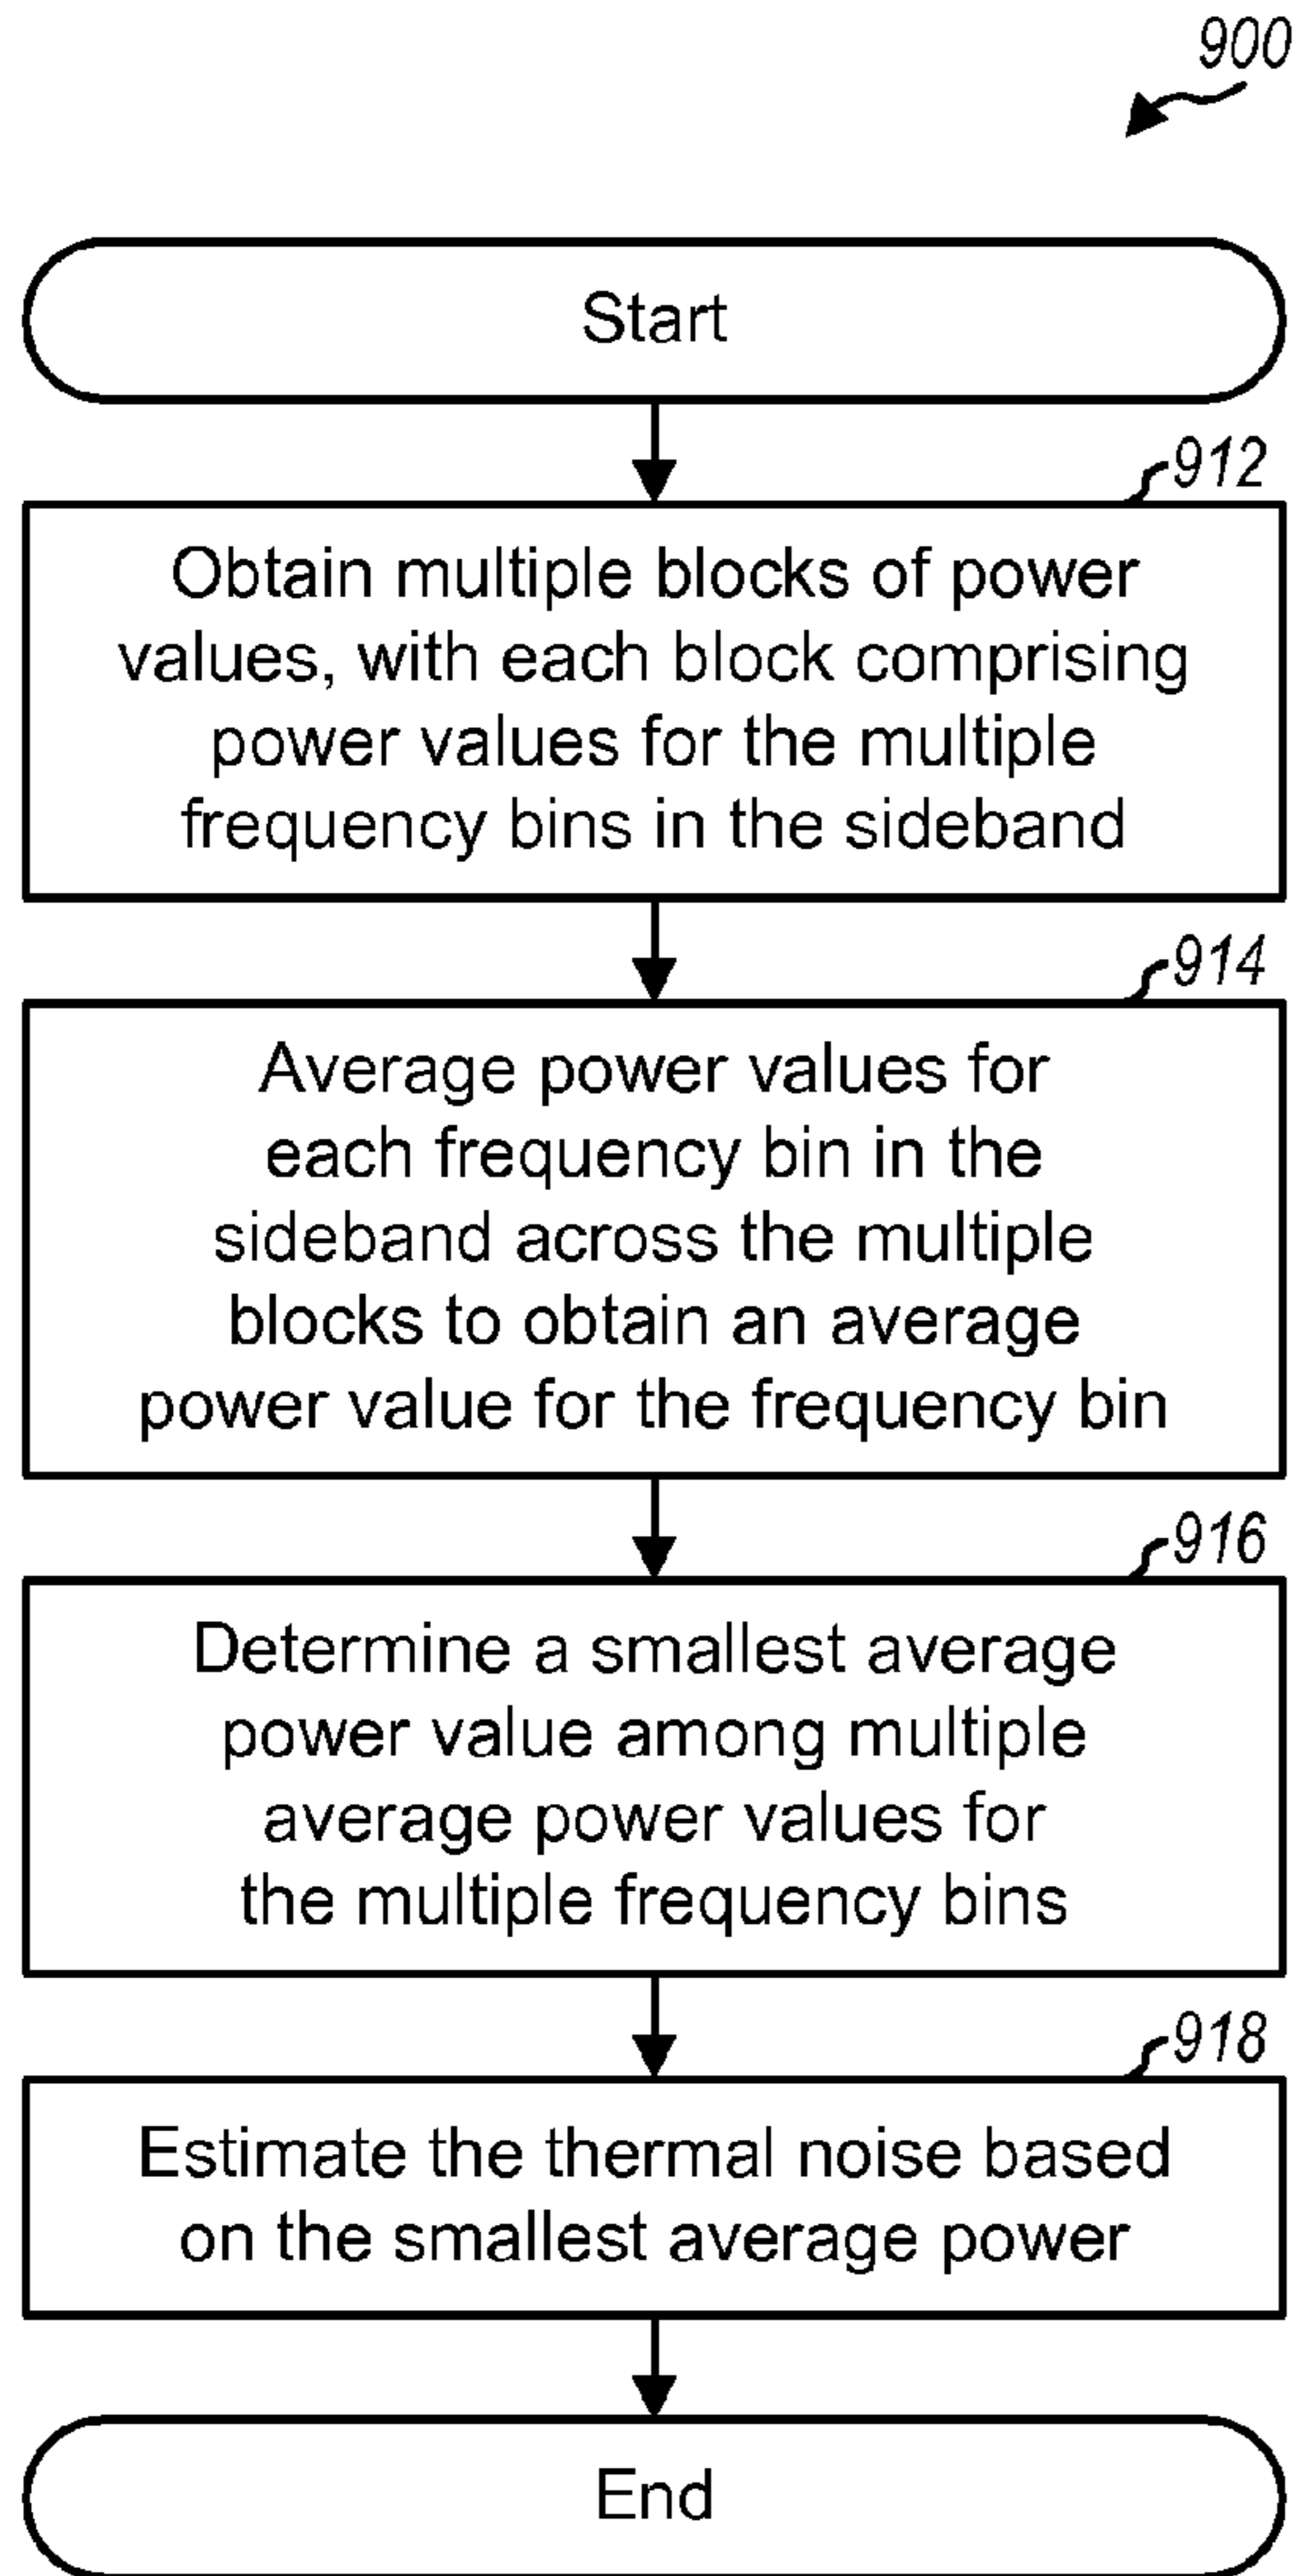 900
Start
912
Obtain multiple blocks of power
values, with each block comprising
power values for the multiple
frequency bins in the sideband
914
Average power values for
each frequency bin in the
sideband across the multiple
blocks to obtain an average
power value for the frequency bin
916
Determine a smallest average
power value among multiple
average power values for
the multiple frequency bins
918
Estimate the thermal noise based
on the smallest average power
End